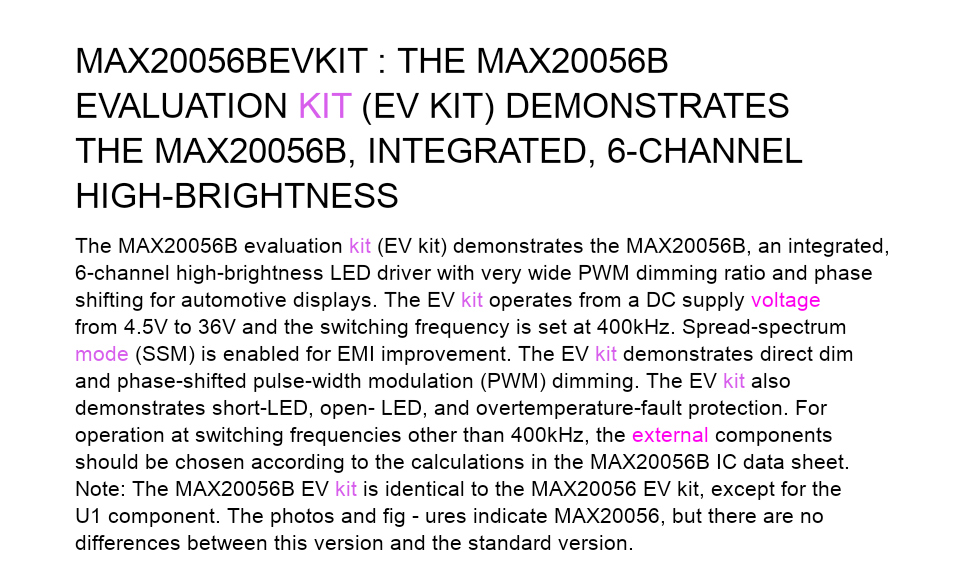 MAX20056BEVKIT : THE MAX20056B
EVALUATION KIT (EV KIT) DEMONSTRATES
THE MAX20056B, INTEGRATED, 6-CHANNEL
HIGH-BRIGHTNESS
The MAX20056B evaluation kit (EV kit) demonstrates the MAX20056B, an integrated,
6-channel high-brightness LED driver with very wide PWM dimming ratio and phase
shifting for automotive displays. The EV kit operates from a DC supply voltage
from 4.5V to 36V and the switching frequency is set at 400kHz. Spread-spectrum
mode (SSM) is enabled for EMI improvement. The EV kit demonstrates direct dim
and phase-shifted pulse-width modulation (PWM) dimming. The EV kit also
demonstrates short-LED, open- LED, and overtemperature-fault protection. For
operation at switching frequencies other than 400kHz, the external components
should be chosen according to the calculations in the MAX20056B IC data sheet.
Note: The MAX20056B EV kit is identical to the MAX20056 EV kit, except for the
U1 component. The photos and fig - ures indicate MAX20056, but there are no
differences between this version and the standard version.